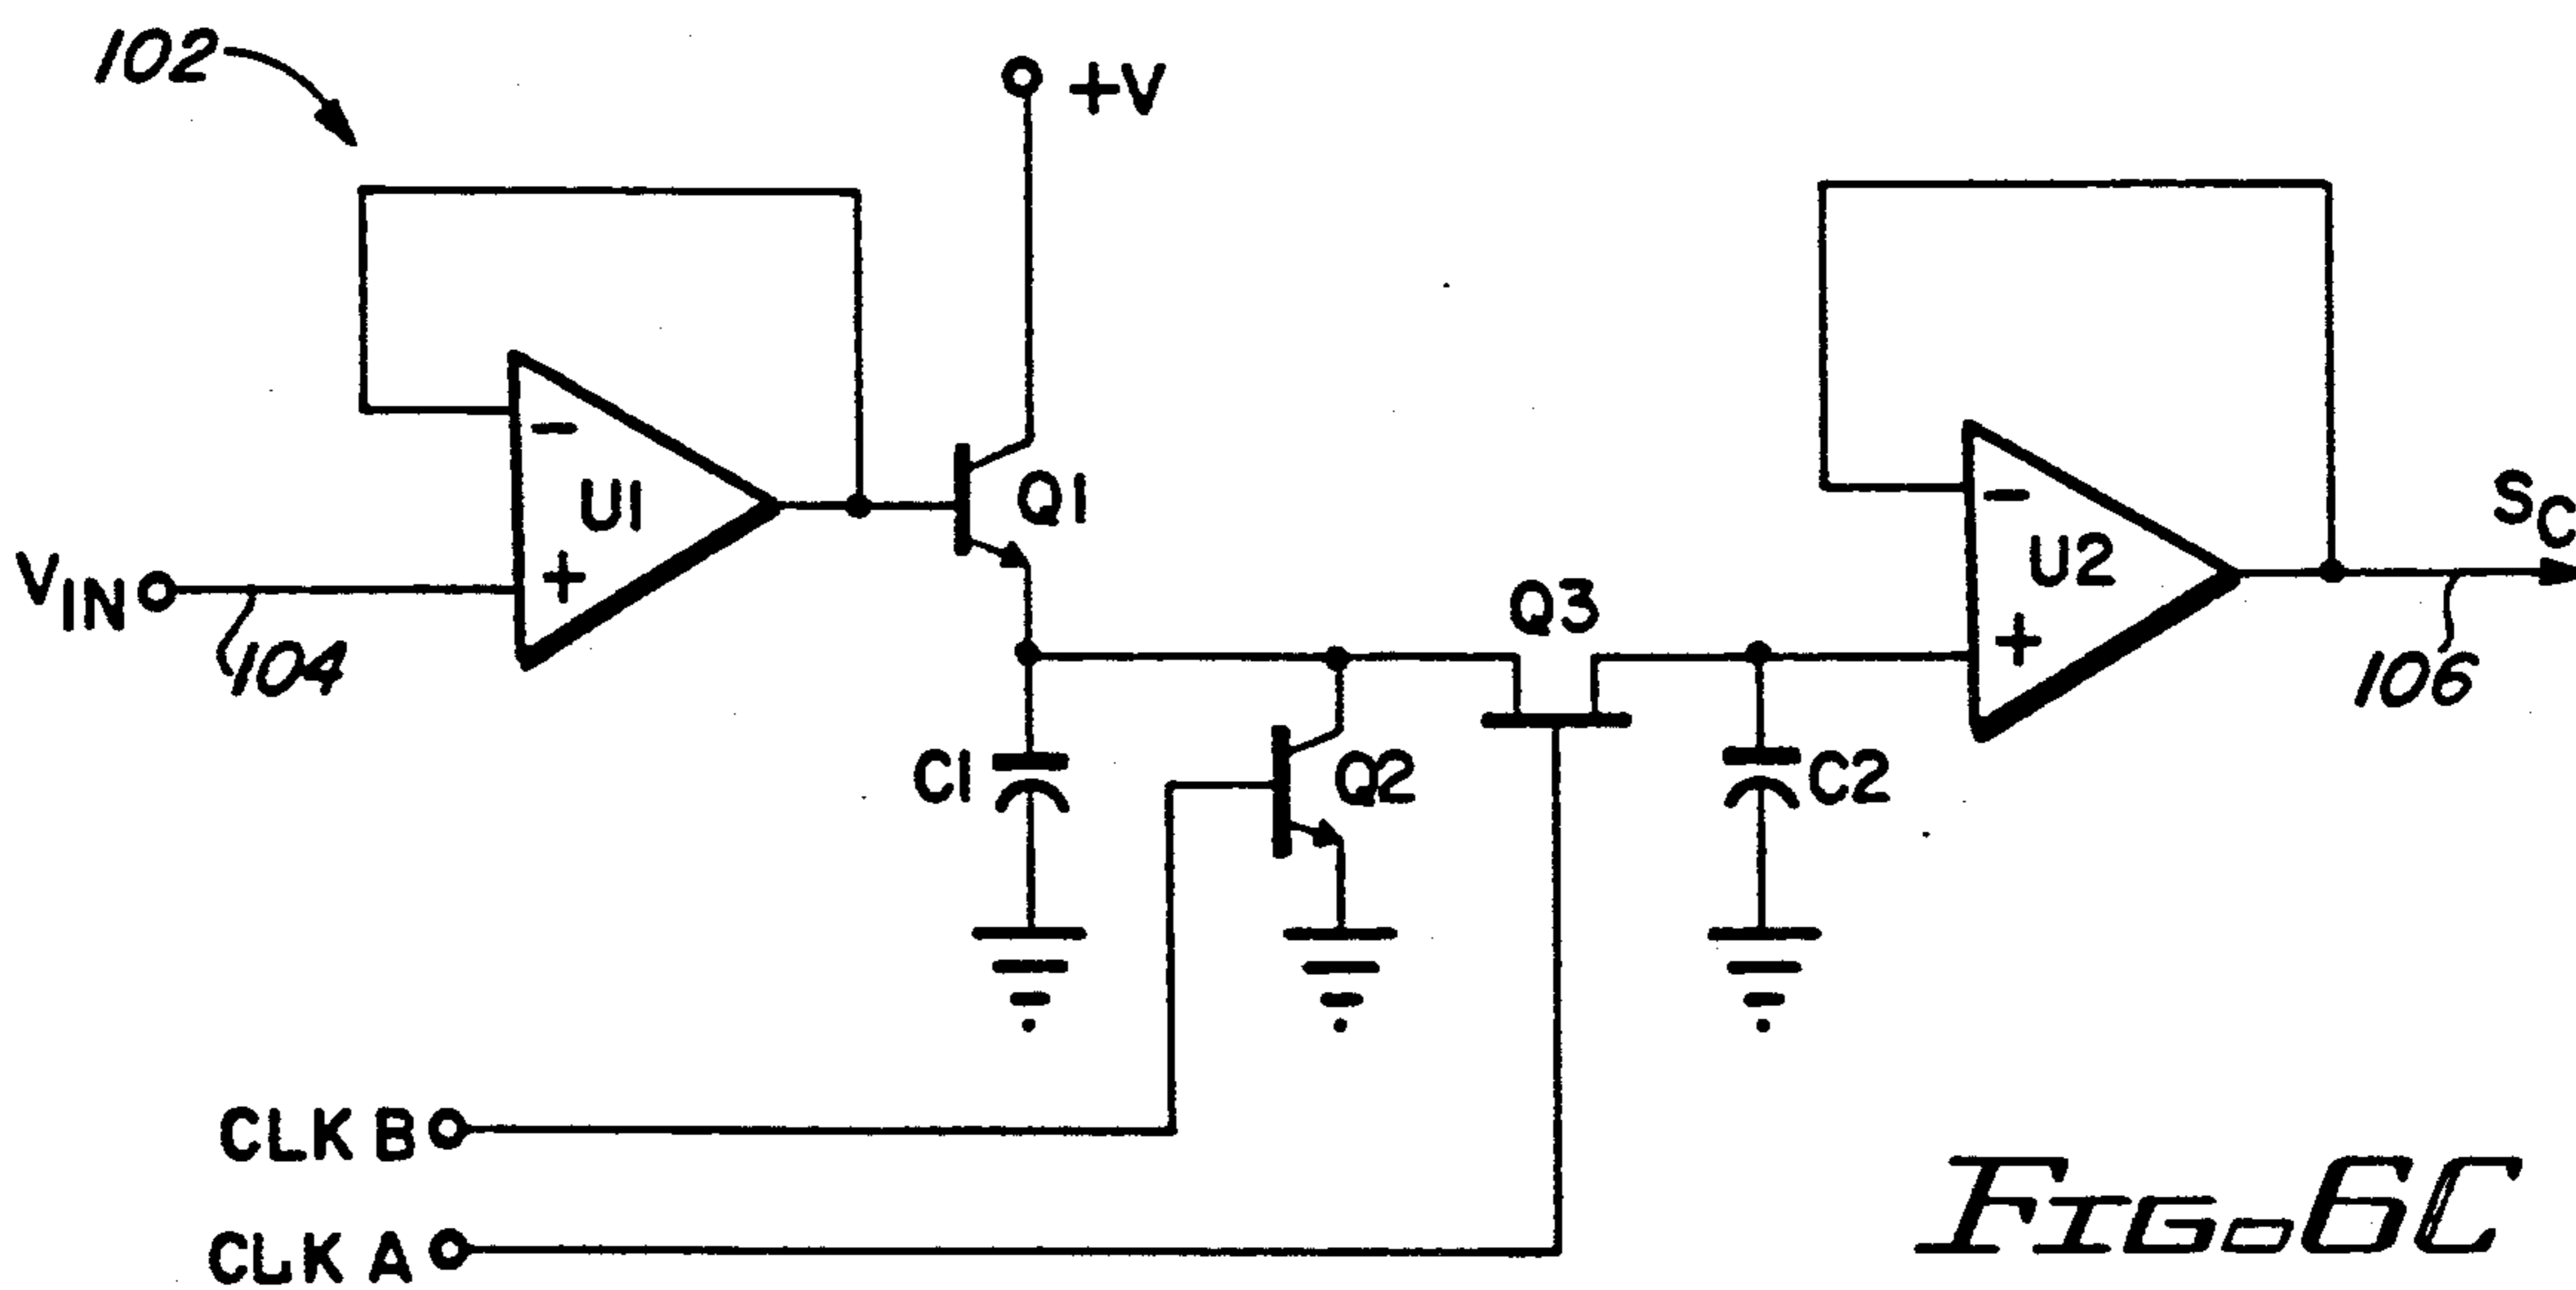 102
+V
-
U1
+
Q1
VIN
104
-
U2
+
SC
106
Q3
C1
Q2
C2
CLK B
CLK A
FIG. 6C